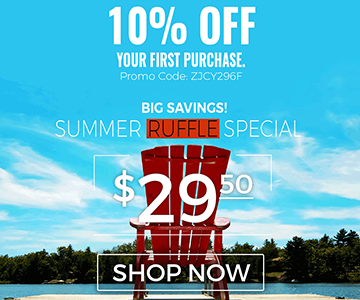 10% OFF
YOUR FIRST PURCHASE.
Promo Code: ZJCY296F
BIG SAVINGS!
SUMMER RUFFLE SPECIAL
$29.50
SHOP NOW